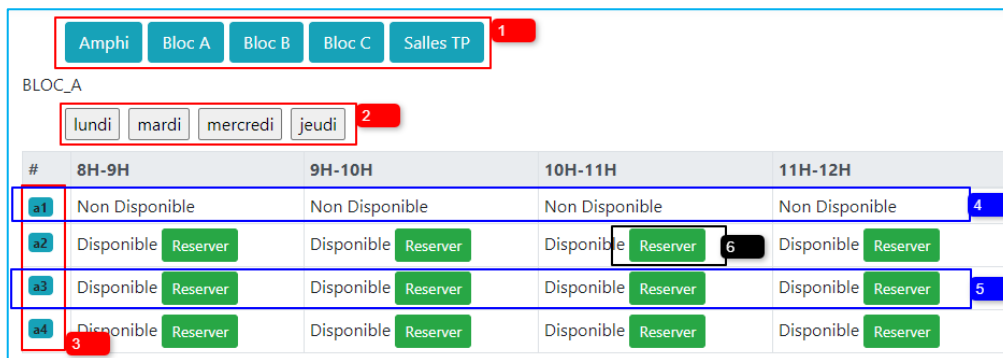 Amphi Bloc A Bloc B Bloc C Salles TP 1
BLOC_A
lundi mardi mercredi jeudi 2
# 8H-9H 9H-10H 10H-11H 11H-12H
a1 Non Disponible Non Disponible Non Disponible Non Disponible 4
a2 Disponible Reserver Disponible Reserver Disponible Reserver 6 Disponible Reserver
a3 Disponible Reserver Disponible Reserver Disponible Reserver Disponible Reserver 5
a4 Disponible Reserver Disponible Reserver Disponible Reserver Disponible Reserver
3